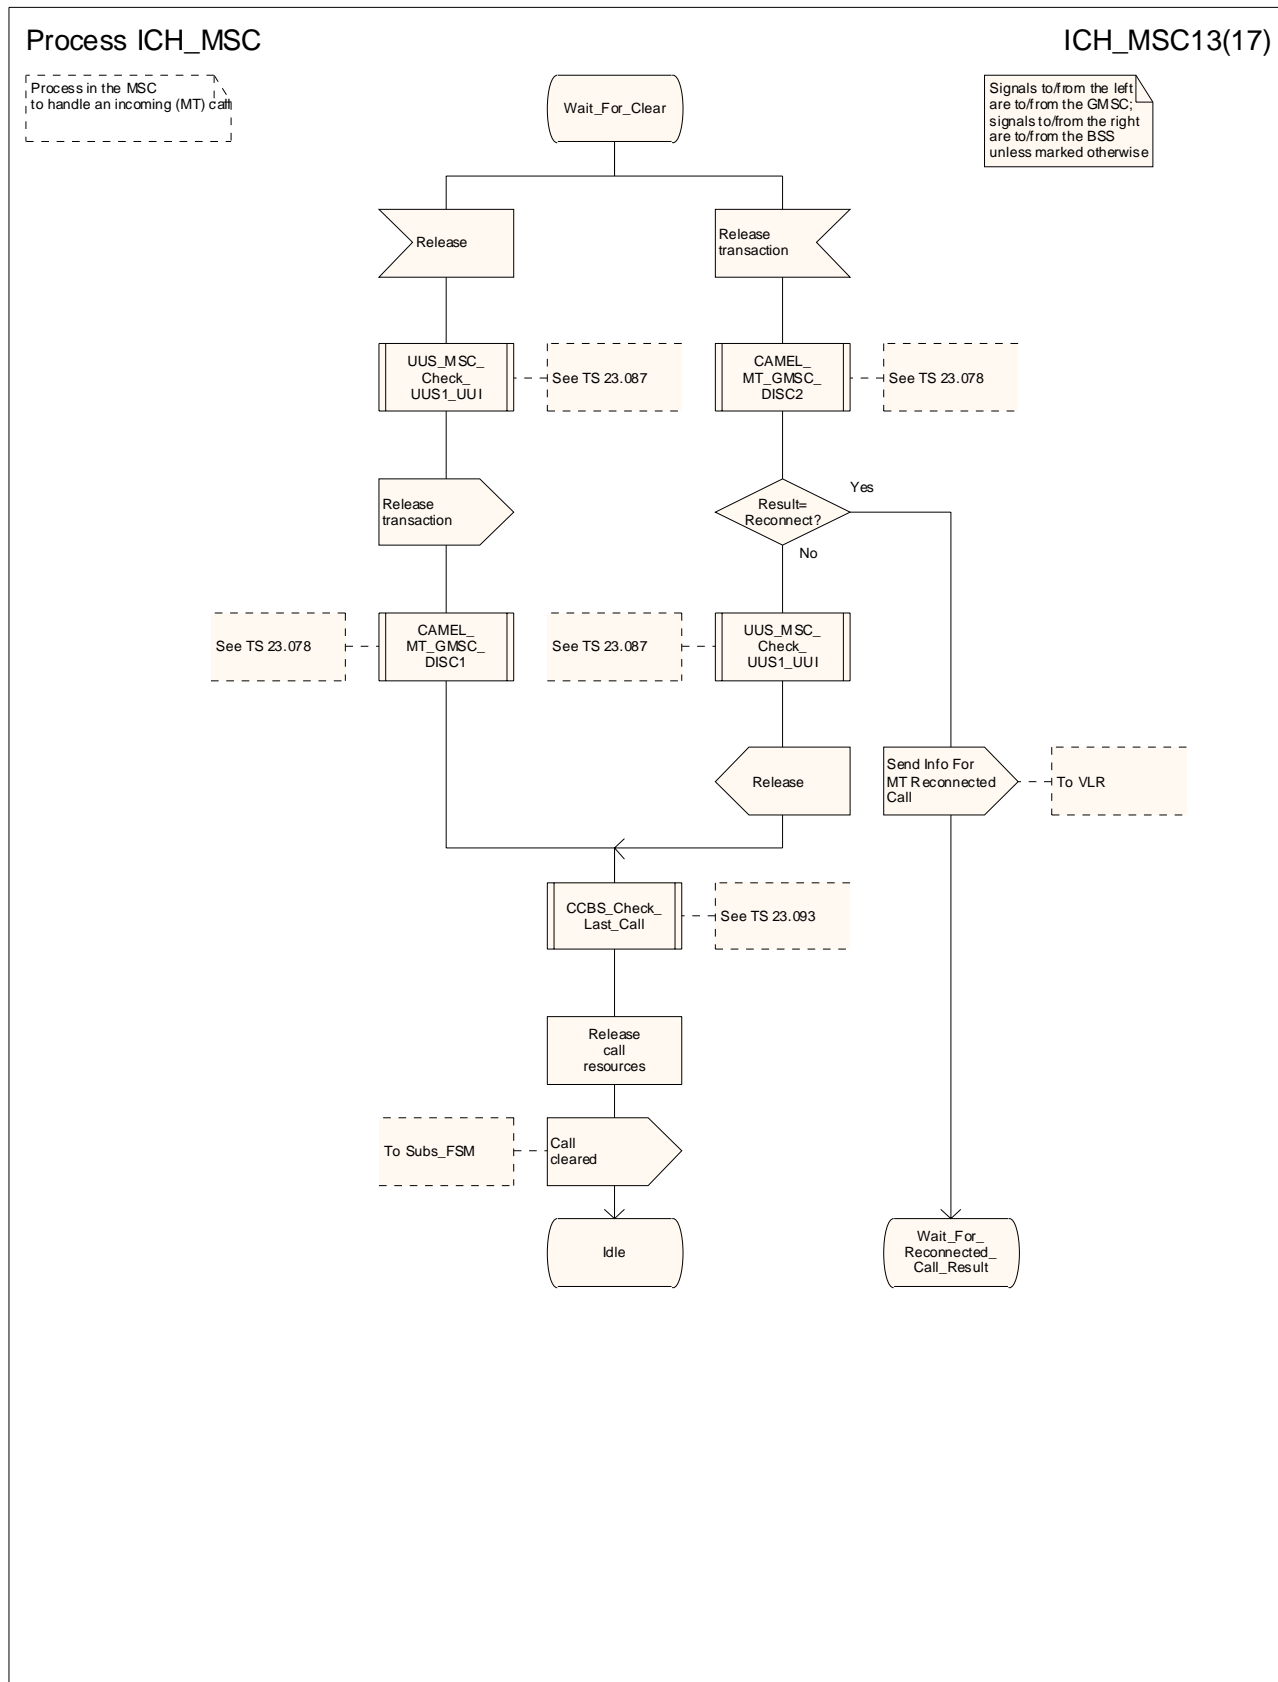 Process ICH_MSC
ICH_MSC13(17)
Process in the MSC
to handle an incoming (MT) call
Signals to/from the left
are to/from the GMSC;
signals to/from the right
are to/from the BSS
unless marked otherwise
Wait_For_Clear
Release
Release
transaction
UUS_MSC_
Check_
UUS1_UUI
See TS 23.087
CAMEL_
MT_GMSC_
DISC2
See TS 23.078
Release
transaction
Result=
Reconnect?
Yes
No
See TS 23.078
CAMEL_
MT_GMSC_
DISC1
See TS 23.087
UUS_MSC_
Check_
UUS1_UUI
Release
Send Info For
MT Reconnected
Call
To VLR
CCBS_Check_
Last_Call
See TS 23.093
Release
call
resources
To Subs_FSM
Call
cleared
Idle
Wait_For_
Reconnected_
Call_Result